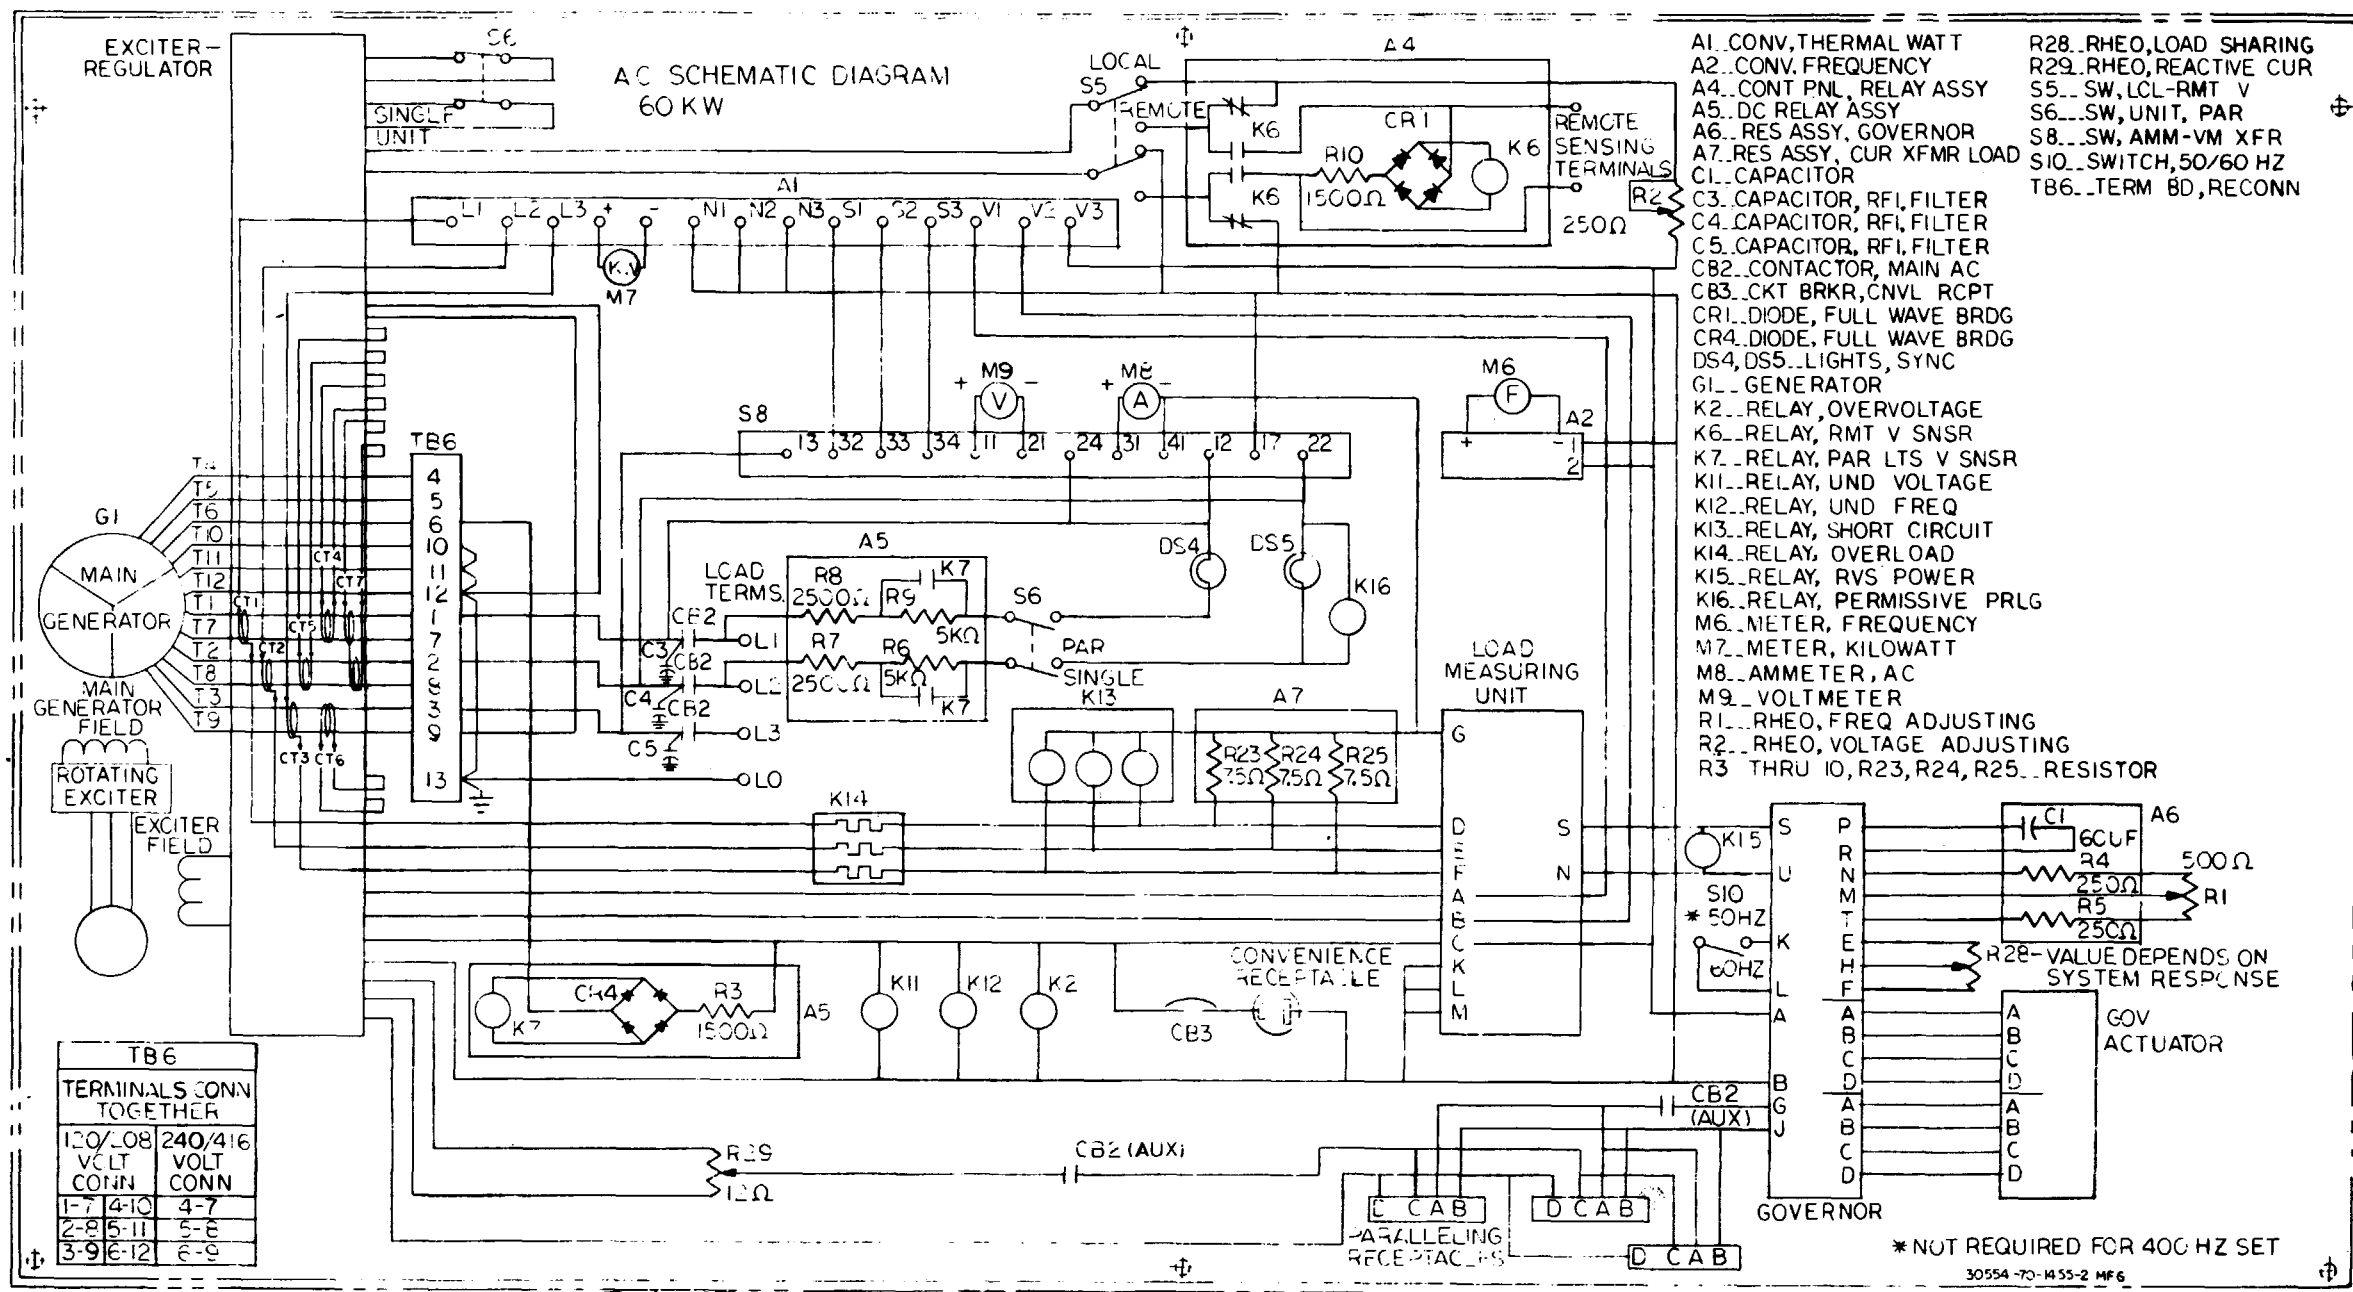 EXCITER-
REGULATOR
S6
SINGLE
UNIT
AC SCHEMATIC DIAGRAM
60 KW
LOCAL
S5
REMOTE
A4
K6
K6
CR1
R10
1500Ω
K6
REMOTE
SENSING
TERMINALS
R2
250Ω
A1
L1 L2 L3 + - N1 N2 N3 S1 S2 S3 V1 V2 V3
M7
A1__CONV, THERMAL WATT
A2__CONV, FREQUENCY
A4__CONT PNL, RELAY ASSY
A5__DC RELAY ASSY
A6__RES ASSY, GOVERNOR
A7__RES ASSY, CUR XFMR LOAD
C1__CAPACITOR
C3__CAPACITOR, RFI, FILTER
C4__CAPACITOR, RFI, FILTER
C5__CAPACITOR, RFI, FILTER
CB2__CONTACTOR, MAIN AC
CB3__CKT BRKR, CNVL RCPT
CR1__DIODE, FULL WAVE BRDG
CR4__DIODE, FULL WAVE BRDG
DS4, DS5__LIGHTS, SYNC
G1__GENERATOR
K2__RELAY, OVERVOLTAGE
K6__RELAY, RMT V SNSR
K7__RELAY, PAR LTS V SNSR
K11__RELAY, UND VOLTAGE
K12__RELAY, UND FREQ
K13__RELAY, SHORT CIRCUIT
K14__RELAY, OVERLOAD
K15__RELAY, RVS POWER
K16__RELAY, PERMISSIVE PRLG
M6__METER, FREQUENCY
M7__METER, KILOWATT
M8__AMMETER, AC
M9__VOLTMETER
R1__RHEO, FREQ ADJUSTING
R2__RHEO, VOLTAGE ADJUSTING
R3 THRU 10, R23, R24, R25__RESISTOR
R28__RHEO, LOAD SHARING
R29__RHEO, REACTIVE CUR
S5__SW, LCL-RMT V
S6__SW, UNIT, PAR
S8__SW, AMM-VM XFR
S10__SWITCH, 50/60 HZ
TB6__TERM BD, RECONN
M9
+ V -
M8
+ A -
M6
F
A2
+ -1
2
S8
13 32 33 34 11 21 24 31 41 12 17 22
TB6
4
5
6
10
11
12
1
7
2
8
3
9
13
G1
MAIN
GENERATOR
T4
T5
T6
T10
T11
T12
T1
T7
T2
T8
T3
T9
CT4
CT7
CT1
CT5
CT2
CT3 CT6
MAIN
GENERATOR
FIELD
ROTATING
EXCITER
EXCITER
FIELD
LOAD
TERMS.
CB2
C3
CB2
C4
CB2
C5
L1
L2
L3
L0
A5
R8
2500Ω
R9
K7
5KΩ
R7
2500Ω
R6
5KΩ
K7
S6
PAR
SINGLE
DS4
DS5
K16
K13
A7
R23
7.5Ω
R24
7.5Ω
R25
7.5Ω
K14
LOAD
MEASURING
UNIT
G
D
E
F
A
B
C
K
L
M
S
N
K15
S10
* 50HZ
60HZ
S
U
K
L
A
B
G
J
P
R
N
M
T
E
H
F
A
B
C
D
A
B
C
D
GOVERNOR
C1
60UF
A6
R4
250Ω
R5
250Ω
500Ω
R1
R28-VALUE DEPENDS ON
SYSTEM RESPONSE
A
B
C
D
A
B
C
D
GOV
ACTUATOR
K7
CR4
R3
1500Ω
A5
K11
K12
K2
CB3
CONVENIENCE
RECEPTACLE
CB2
(AUX)
R29
12Ω
CB2 (AUX)
C A B
PARALLELING
RECEPTACLES
D C A B
D C A B
TB6
TERMINALS CONN
TOGETHER
120/208 240/416
VOLT VOLT
CONN CONN
1-7 4-10 4-7
2-8 5-11 5-8
3-9 6-12 6-9
* NOT REQUIRED FOR 400 HZ SET
30554-70-1455-2 MFG